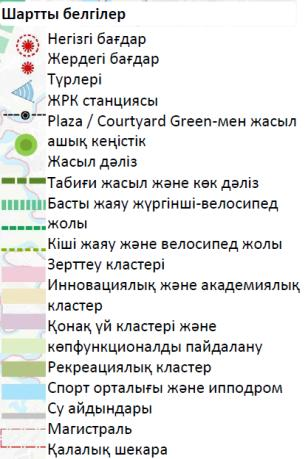 Шартты белгілер
Негізгі бағдар
Жердегі бағдар
Түрлері
ЖРК станциясы
Plaza / Courtyard Green-мен жасыл
ашық кеңістік
Жасыл дәліз
Табиғи жасыл және көк дәліз
Басты жаяу жүргінші-велосипед
жолы
Кіші жаяу және велосипед жолы
Зерттеу кластері
Инновациялық және академиялық
кластер
Қонақ үй кластері және
көпфункционалды пайдалану
Рекреациялық кластер
Спорт орталығы және ипподром
Су айдындары
Магистраль
Қалалық шекара